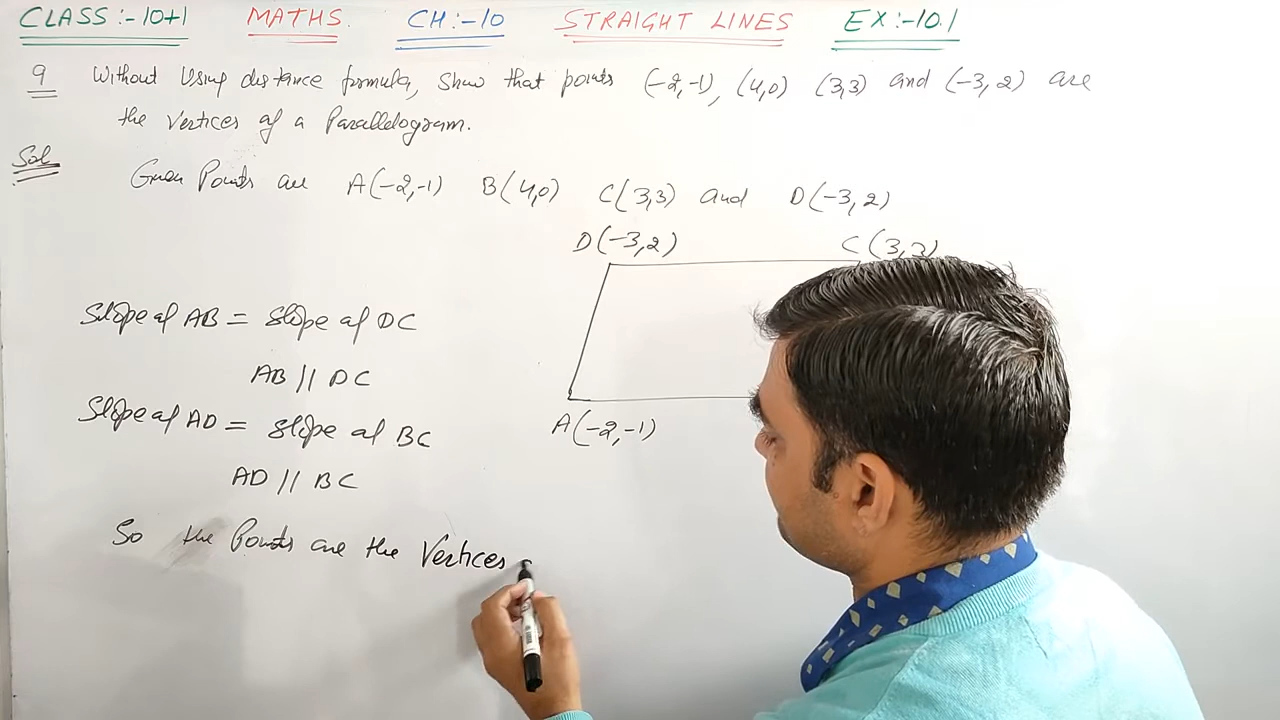 CLASS :- 10+1 MATHS. CH :- 10 STRAIGHT LINES EX :- 10.1
9 Without Using distance formula, show that points (-2,-1), (4,0) (3,3) and (-3,2) are
the vertices of a Parallelogram.
Sol Given Points are A(-2,-1) B(4,0) C(3,3) and D(-3,2)
D(-3,2) C(3,3)
Slope of AB = Slope of DC
AB // DC
Slope of AD = Slope of BC
A(-2,-1)
AD // BC
So the Points are the Vertices